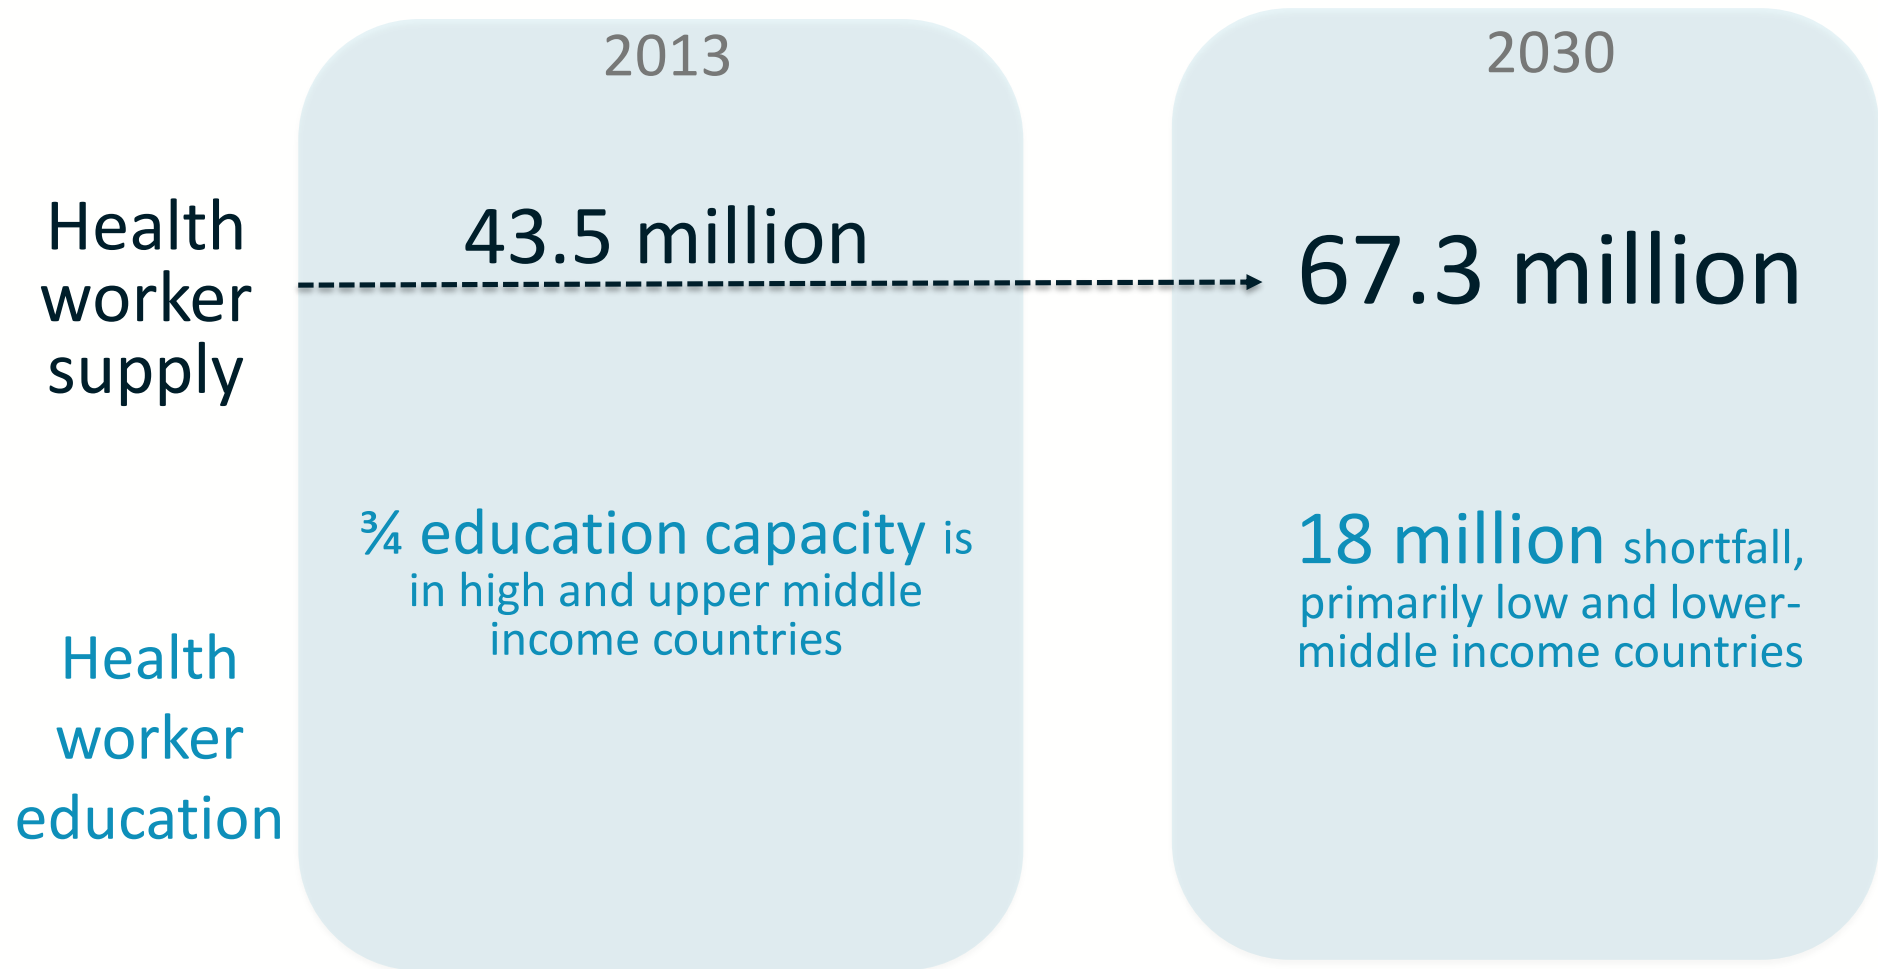 2013
2030
Health
worker
supply
43.5 million
67.3 million
Health
worker
education
¾ education capacity is
in high and upper middle
income countries
18 million shortfall,
primarily low and lower-
middle income countries